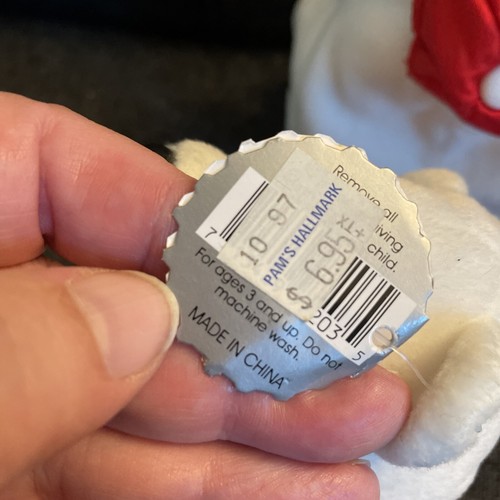 Remove all
giving
child.
7
10 97
PAM'S HALLMARK
XL+
$6.95
203
5
For ages 3 and up. Do not
machine wash.
MADE IN CHINA